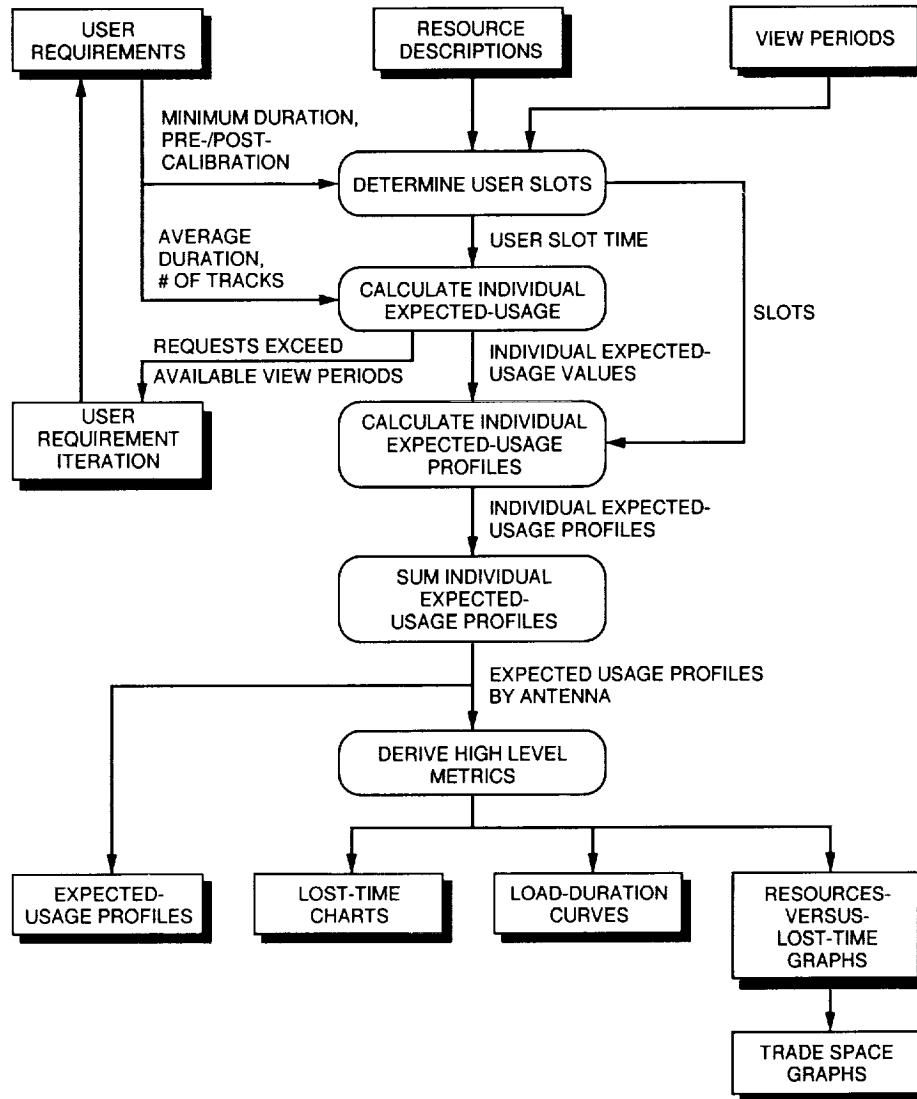 USER
REQUIREMENTS
RESOURCE
DESCRIPTIONS
VIEW PERIODS
MINIMUM DURATION,
PRE-/POST-
CALIBRATION
DETERMINE USER SLOTS
AVERAGE
DURATION,
# OF TRACKS
USER SLOT TIME
CALCULATE INDIVIDUAL
EXPECTED-USAGE
SLOTS
REQUESTS EXCEED
AVAILABLE VIEW PERIODS
INDIVIDUAL EXPECTED-
USAGE VALUES
USER
REQUIREMENT
ITERATION
CALCULATE INDIVIDUAL
EXPECTED-USAGE
PROFILES
INDIVIDUAL EXPECTED-
USAGE PROFILES
SUM INDIVIDUAL
EXPECTED-
USAGE PROFILES
EXPECTED USAGE PROFILES
BY ANTENNA
DERIVE HIGH LEVEL
METRICS
EXPECTED-
USAGE PROFILES
LOST-TIME
CHARTS
LOAD-DURATION
CURVES
RESOURCES-
VERSUS-
LOST-TIME
GRAPHS
TRADE SPACE
GRAPHS